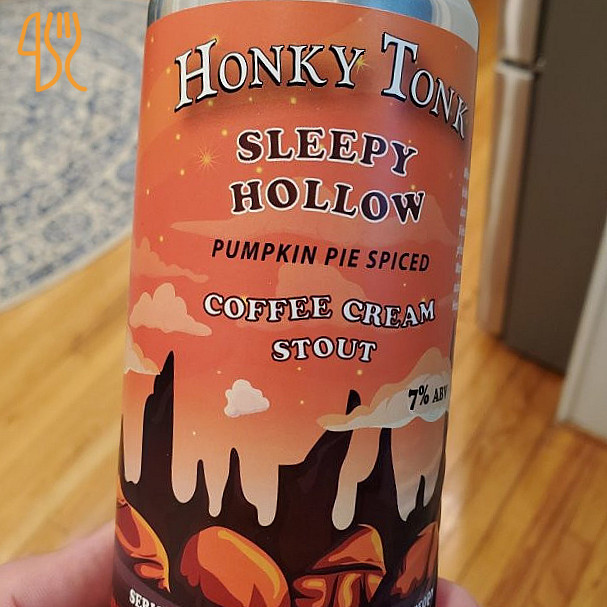 HONKY TONK
SLEEPY
HOLLOW
PUMPKIN PIE SPICED
COFFEE CREAM
STOUT
7% ABV